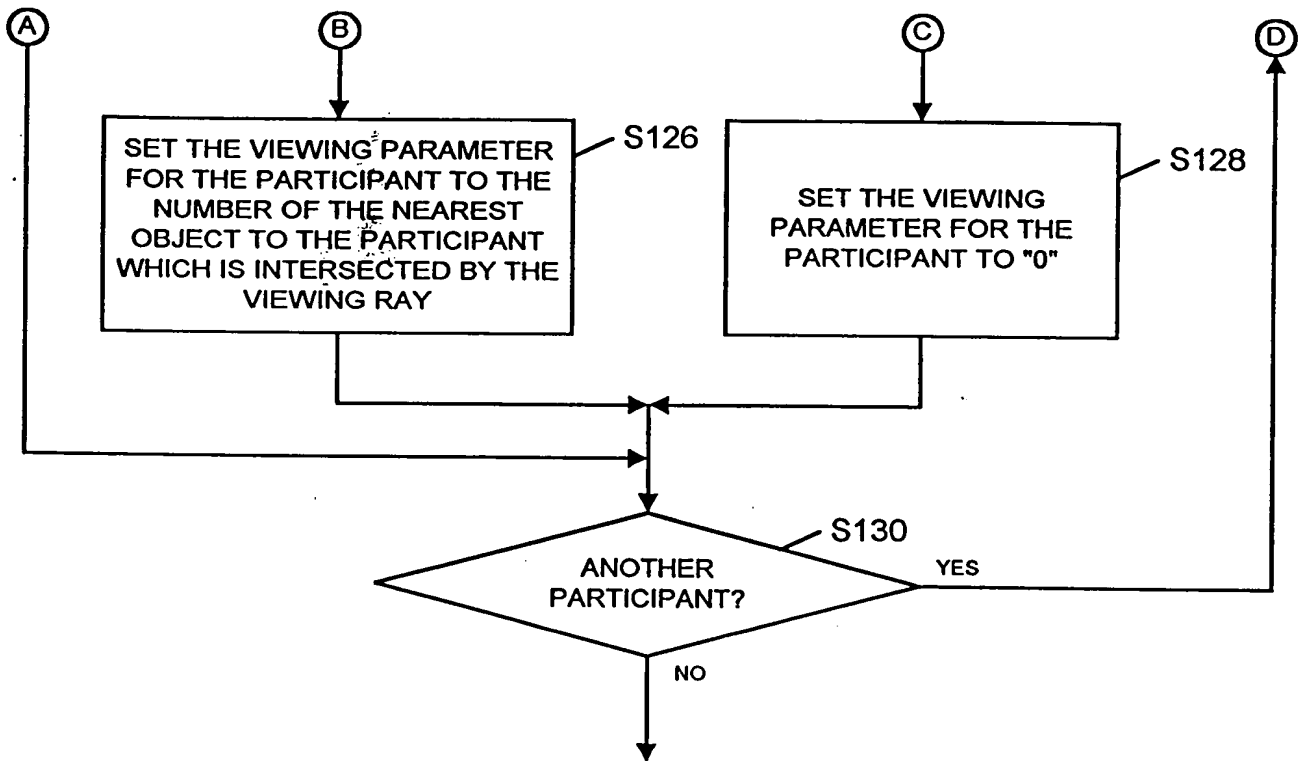 A
B
C
D
SET THE VIEWING PARAMETER
FOR THE PARTICIPANT TO THE
NUMBER OF THE NEAREST
OBJECT TO THE PARTICIPANT
WHICH IS INTERSECTED BY THE
VIEWING RAY
S126
SET THE VIEWING
PARAMETER FOR THE
PARTICIPANT TO "0"
S128
ANOTHER
PARTICIPANT?
S130
YES
NO